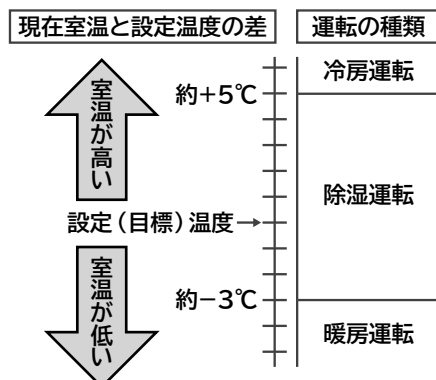 現在室温と設定温度の差
運転の種類
室温が高い
約+5℃
冷房運転
除湿運転
設定(目標)温度
室温が低い
約-3℃
暖房運転